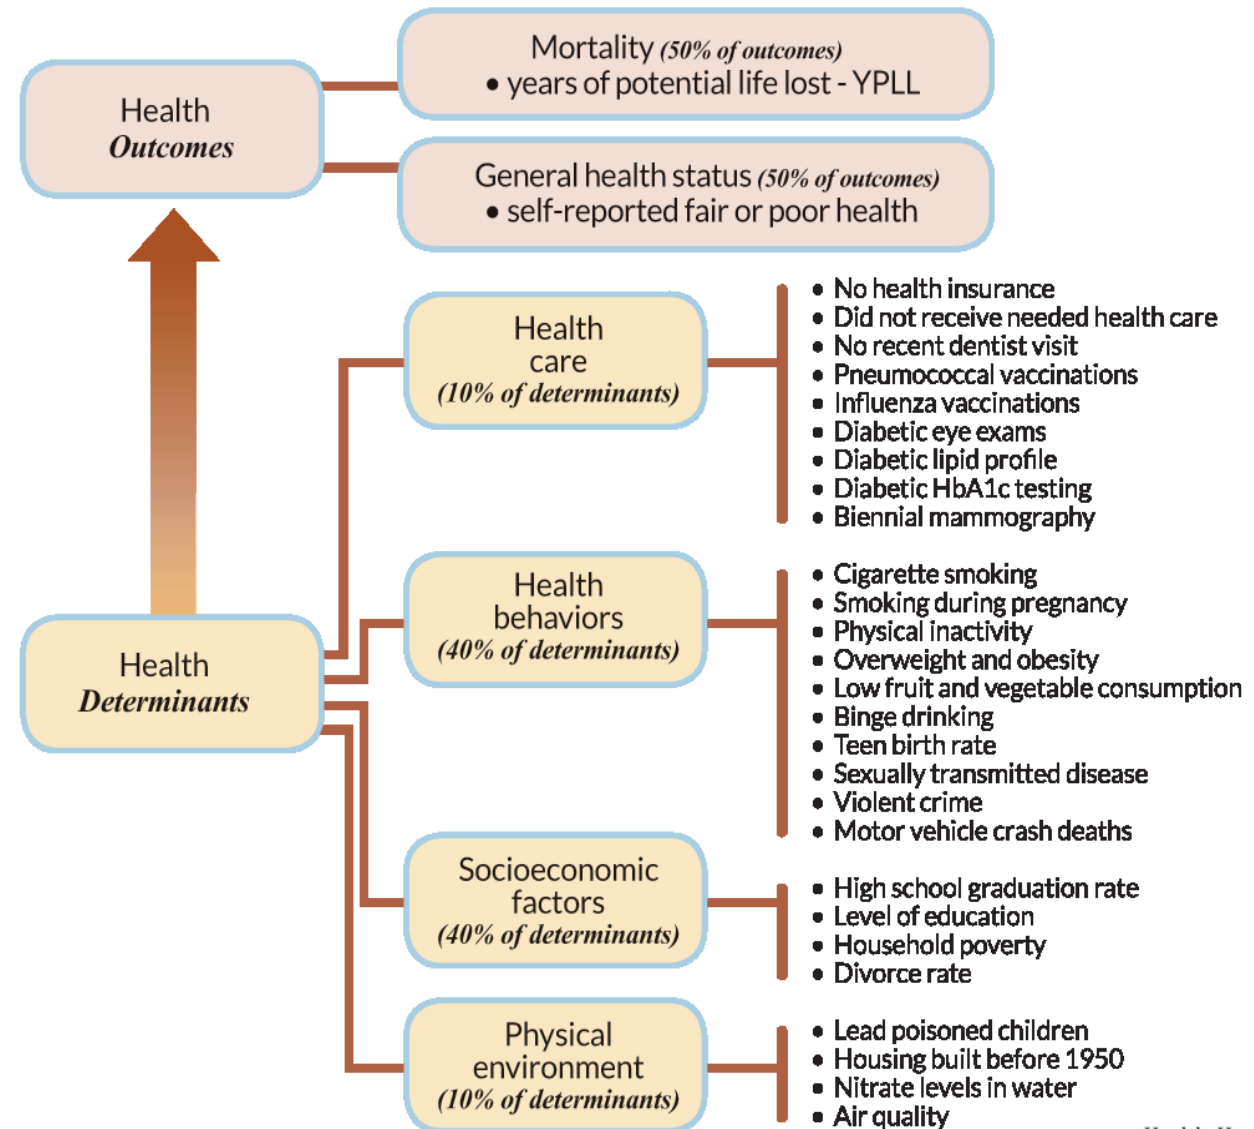 Health
Outcomes
Mortality (50% of outcomes)
• years of potential life lost - YPLL
General health status (50% of outcomes)
• self-reported fair or poor health
Health
Determinants
Health
care
(10% of determinants)
• No health insurance
• Did not receive needed health care
• No recent dentist visit
• Pneumococcal vaccinations
• Influenza vaccinations
• Diabetic eye exams
• Diabetic lipid profile
• Diabetic HbA1c testing
• Biennial mammography
Health
behaviors
(40% of determinants)
• Cigarette smoking
• Smoking during pregnancy
• Physical inactivity
• Overweight and obesity
• Low fruit and vegetable consumption
• Binge drinking
• Teen birth rate
• Sexually transmitted disease
• Violent crime
• Motor vehicle crash deaths
Socioeconomic
factors
(40% of determinants)
• High school graduation rate
• Level of education
• Household poverty
• Divorce rate
Physical
environment
(10% of determinants)
• Lead poisoned children
• Housing built before 1950
• Nitrate levels in water
• Air quality